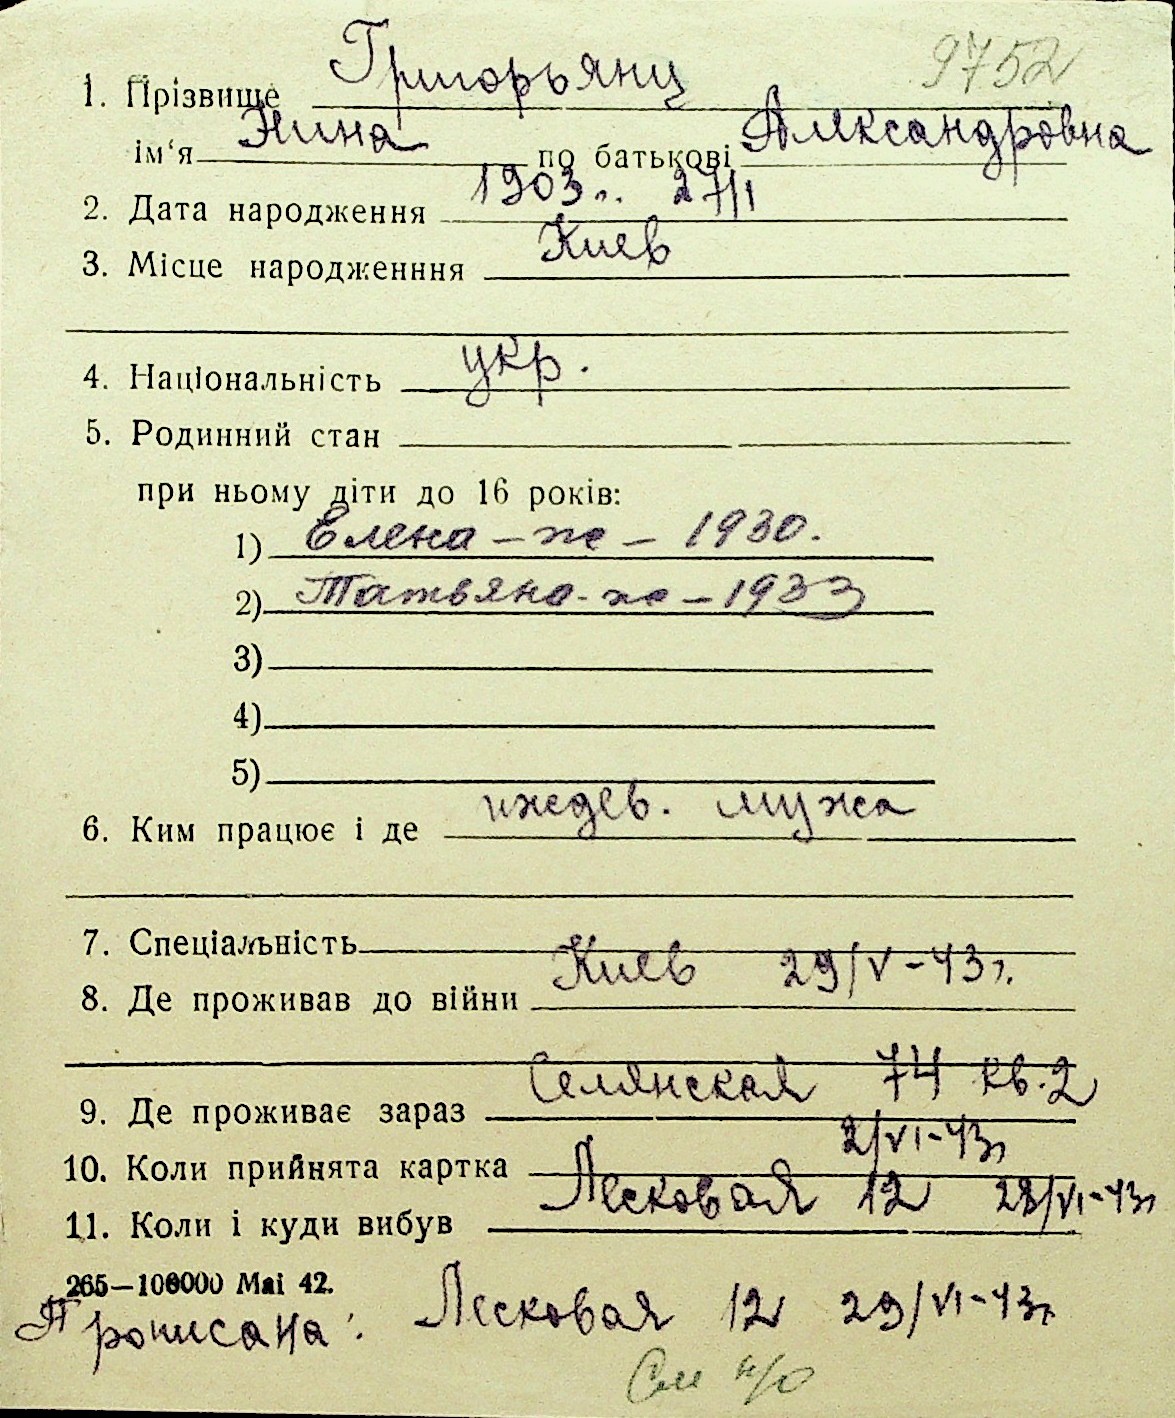 9752
1. Прізвище Григорьянц
ім‘я Нина по батькові Александровна
2. Дата народження 1903 г. 27/I
3. Місце народженння Киев
4. Національність укр.
5. Родинний стан
при ньому діти до 16 років:
1) Елена – же – 1930.
2) Татьяна - же – 1933
3)
4)
5)
6. Ким працює і де иждев. мужа
7. Спеціальність
8. Де проживав до війни Киев 29/V – 43 г.
9. Де проживає зараз Селянская 74 кв. 2
10. Коли прийнята картка 2/VI – 43 г
11. Коли і куди вибув Лесковая 12 28/VI – 43 г
265—100000 Mai 42.
Прописана: Лесковая 12 29/VI – 43 г.
См н/о